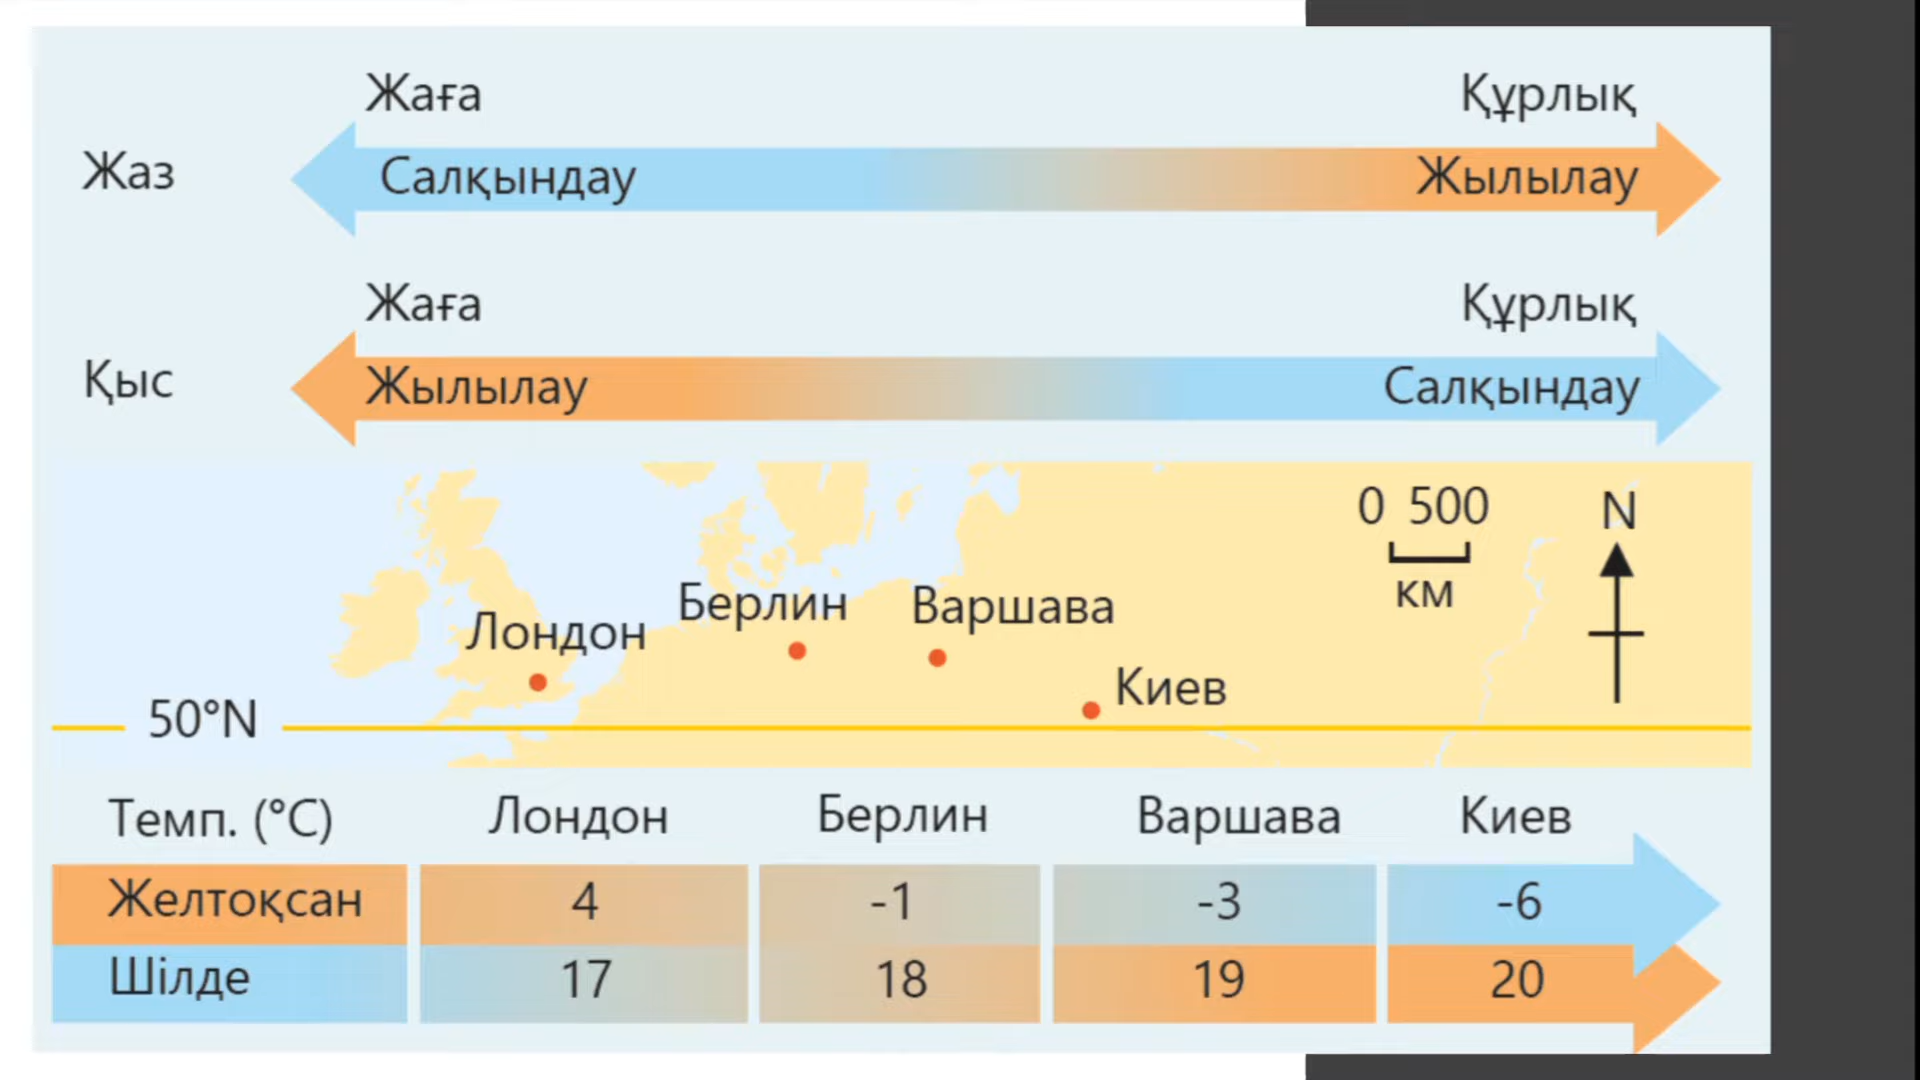 Жаға Құрлық
Жаз Салқындау Жылылау
Жаға Құрлық
Қыс Жылылау Салқындау
0 500 N
км
Берлин Варшава
Лондон
Киев
50°N
Темп. (°C) Лондон Берлин Варшава Киев
Желтоқсан 4 -1 -3 -6
Шілде 17 18 19 20